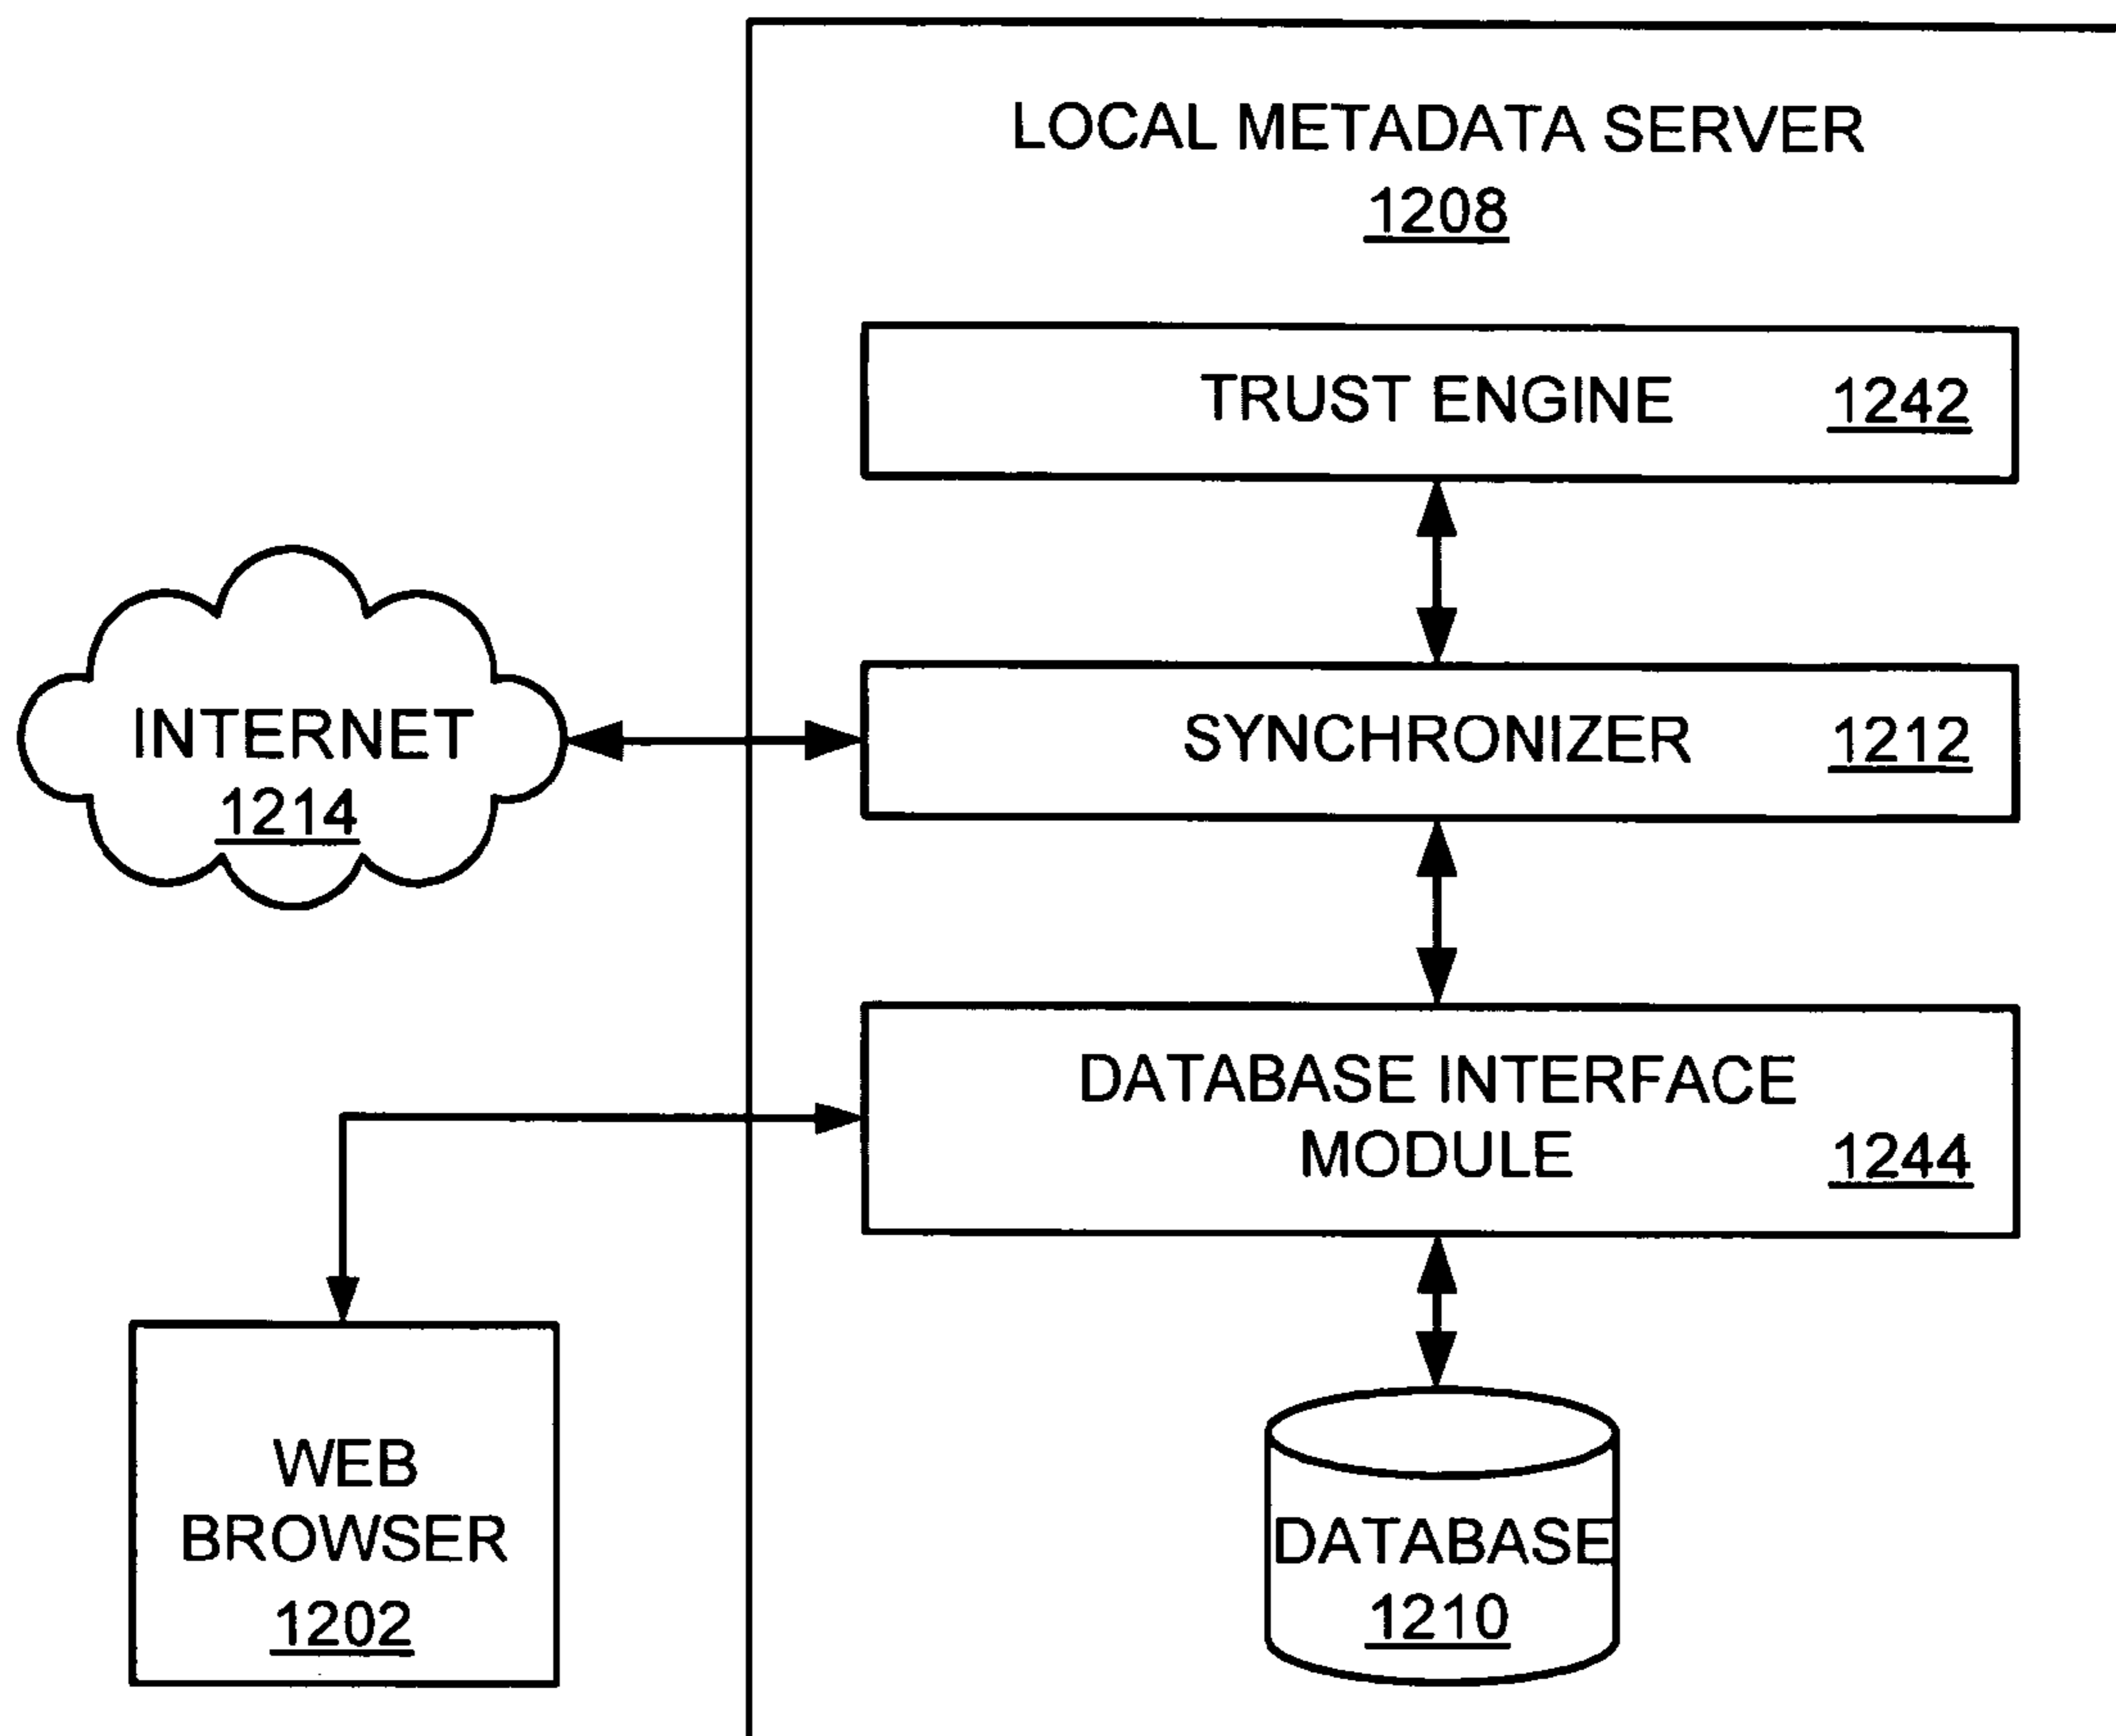 LOCAL METADATA SERVER
1208
TRUST ENGINE 1242
INTERNET
1214
SYNCHRONIZER 1212
DATABASE INTERFACE
MODULE 1244
WEB
BROWSER
1202
DATABASE
1210